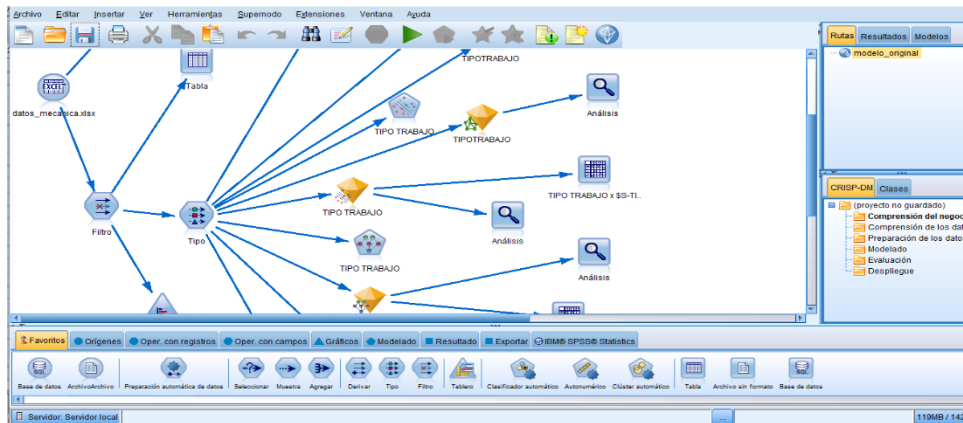 Archivo Editar Insertar Ver Herramientas Supernodo Extensiones Ventana Ayuda
Rutas Resultados Modelos
modelo_original
TIPOTRABAJO
Tabla
EXCEL
datos_mecanica.xlsx
TIPO TRABAJO
TIPOTRABAJO
Análisis
TIPO TRABAJO x $S-TI..
Filtro
Tipo
TIPO TRABAJO
Análisis
TIPO TRABAJO
Análisis
CRISP-DM Clases
(proyecto no guardado)
Comprensión del negoc
Comprensión de los dat
Preparación de los dato
Modelado
Evaluación
Despliegue
Favoritos Orígenes Oper. con registros Oper. con campos Gráficos Modelado Resultado Exportar IBM® SPSS® Statistics
SQL
SQL
Base de datos ArchivoArchivo Preparación automática de datos Seleccionar Muestra Agregar Derivar Tipo Filtro Tablero Clasificador automático Autonumérico Clúster automático Tabla Archivo sin formato Base de datos
Servidor: Servidor local ... 119MB / 142